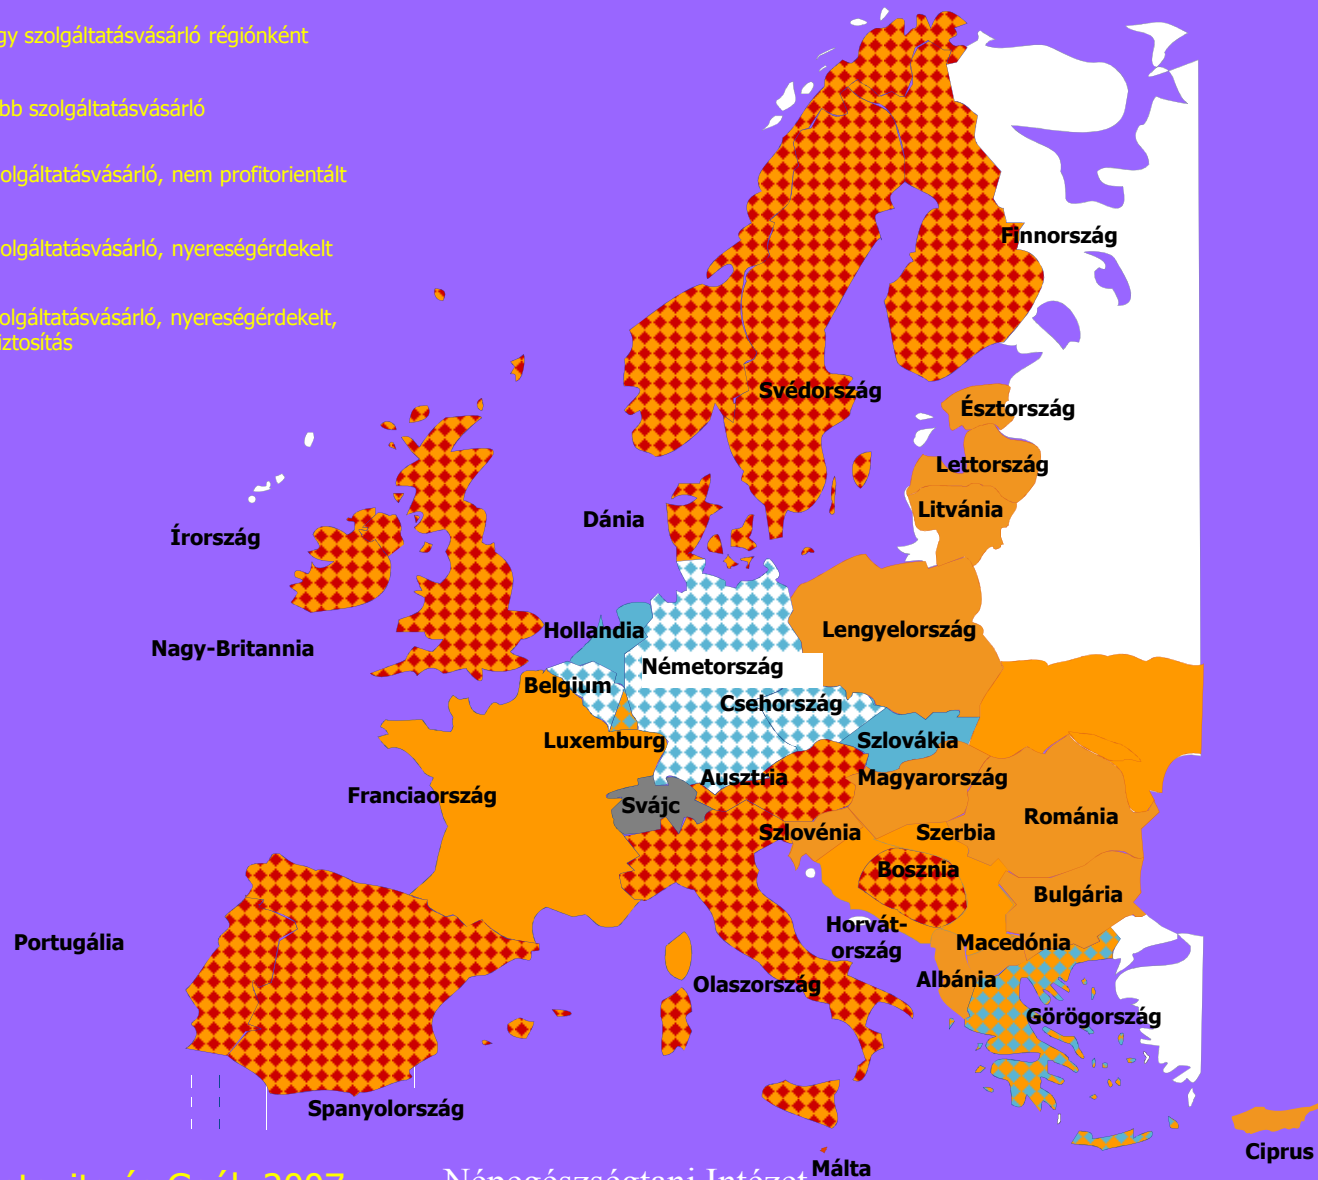 gy szolgáltatásvásárló régiónként
bb szolgáltatásvásárló
olgáltatásvásárló, nem profitorientált
olgáltatásvásárló, nyereségérdekelt
olgáltatásvásárló, nyereségérdekelt,
iztosítás
Finnország
Svédország
Észtország
Lettország
Litvánia
Dánia
Írország
Hollandia
Lengyelország
Nagy-Britannia
Németország
Belgium
Csehország
Luxemburg
Szlovákia
Ausztria
Magyarország
Franciaország
Svájc
Románia
Szlovénia
Szerbia
Bosznia
Bulgária
Horvát-
ország
Portugália
Macedónia
Albánia
Olaszország
Görögország
Spanyolország
Ciprus
Málta
2007
Népegészségtani Intézet